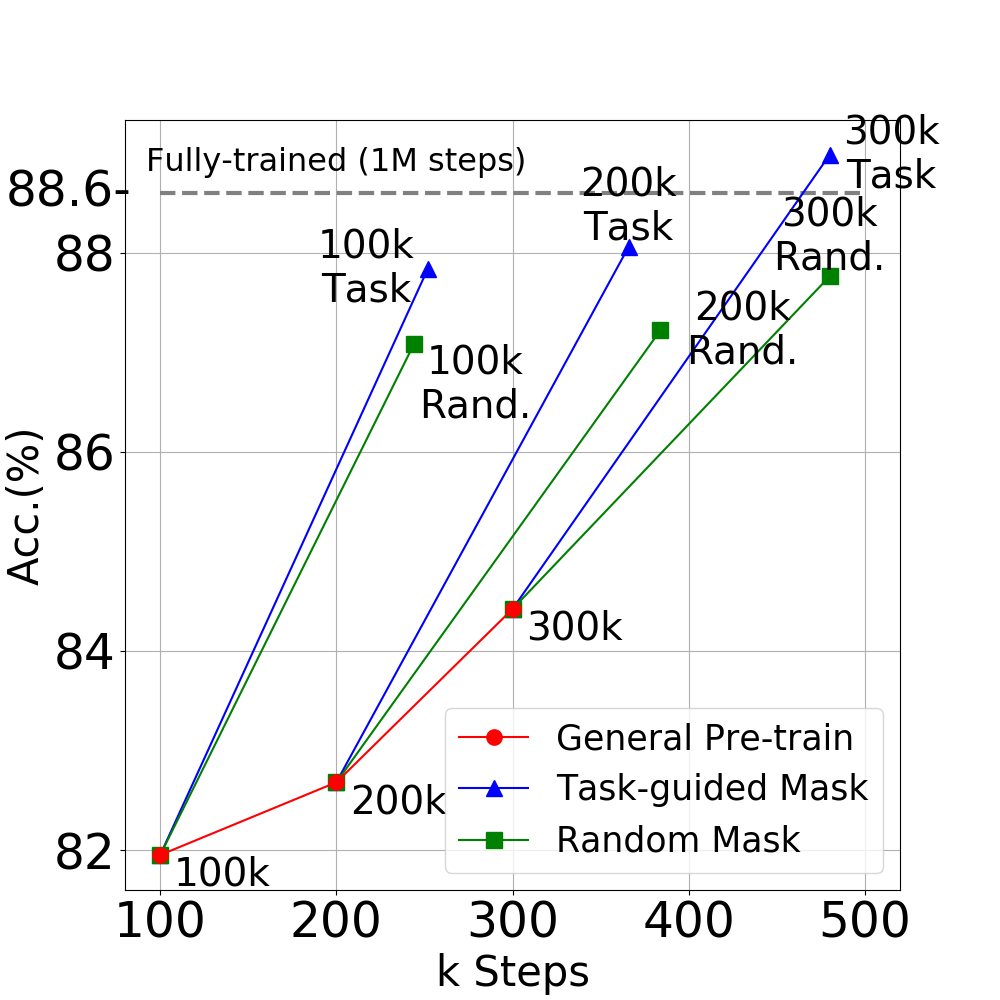 300k
Task
Fully-trained (1M steps)
88.6
200k
Task
300k
Rand.
100k
Task
88
200k
Rand.
100k
Rand.
86
Acc.(%)
300k
84
General Pre-train
Task-guided Mask
Random Mask
200k
82
100k
100 200 300 400 500
k Steps